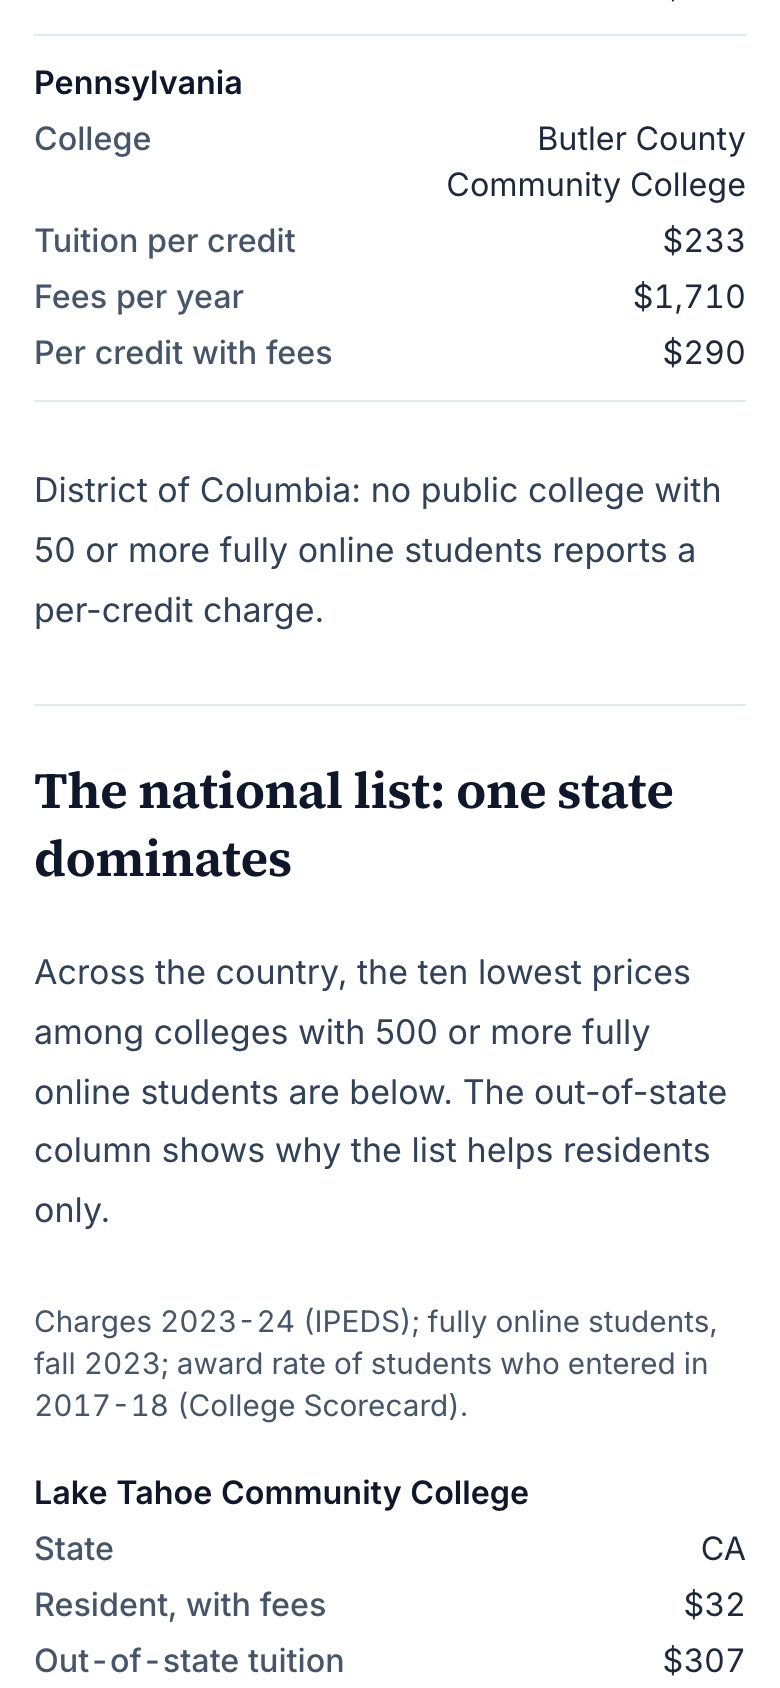 Pennsylvania
College Butler County
Community College
Tuition per credit $233
Fees per year $1,710
Per credit with fees $290
District of Columbia: no public college with
50 or more fully online students reports a
per-credit charge.
The national list: one state
dominates
Across the country, the ten lowest prices
among colleges with 500 or more fully
online students are below. The out-of-state
column shows why the list helps residents
only.
Charges 2023-24 (IPEDS); fully online students,
fall 2023; award rate of students who entered in
2017-18 (College Scorecard).
Lake Tahoe Community College
State CA
Resident, with fees $32
Out-of-state tuition $307